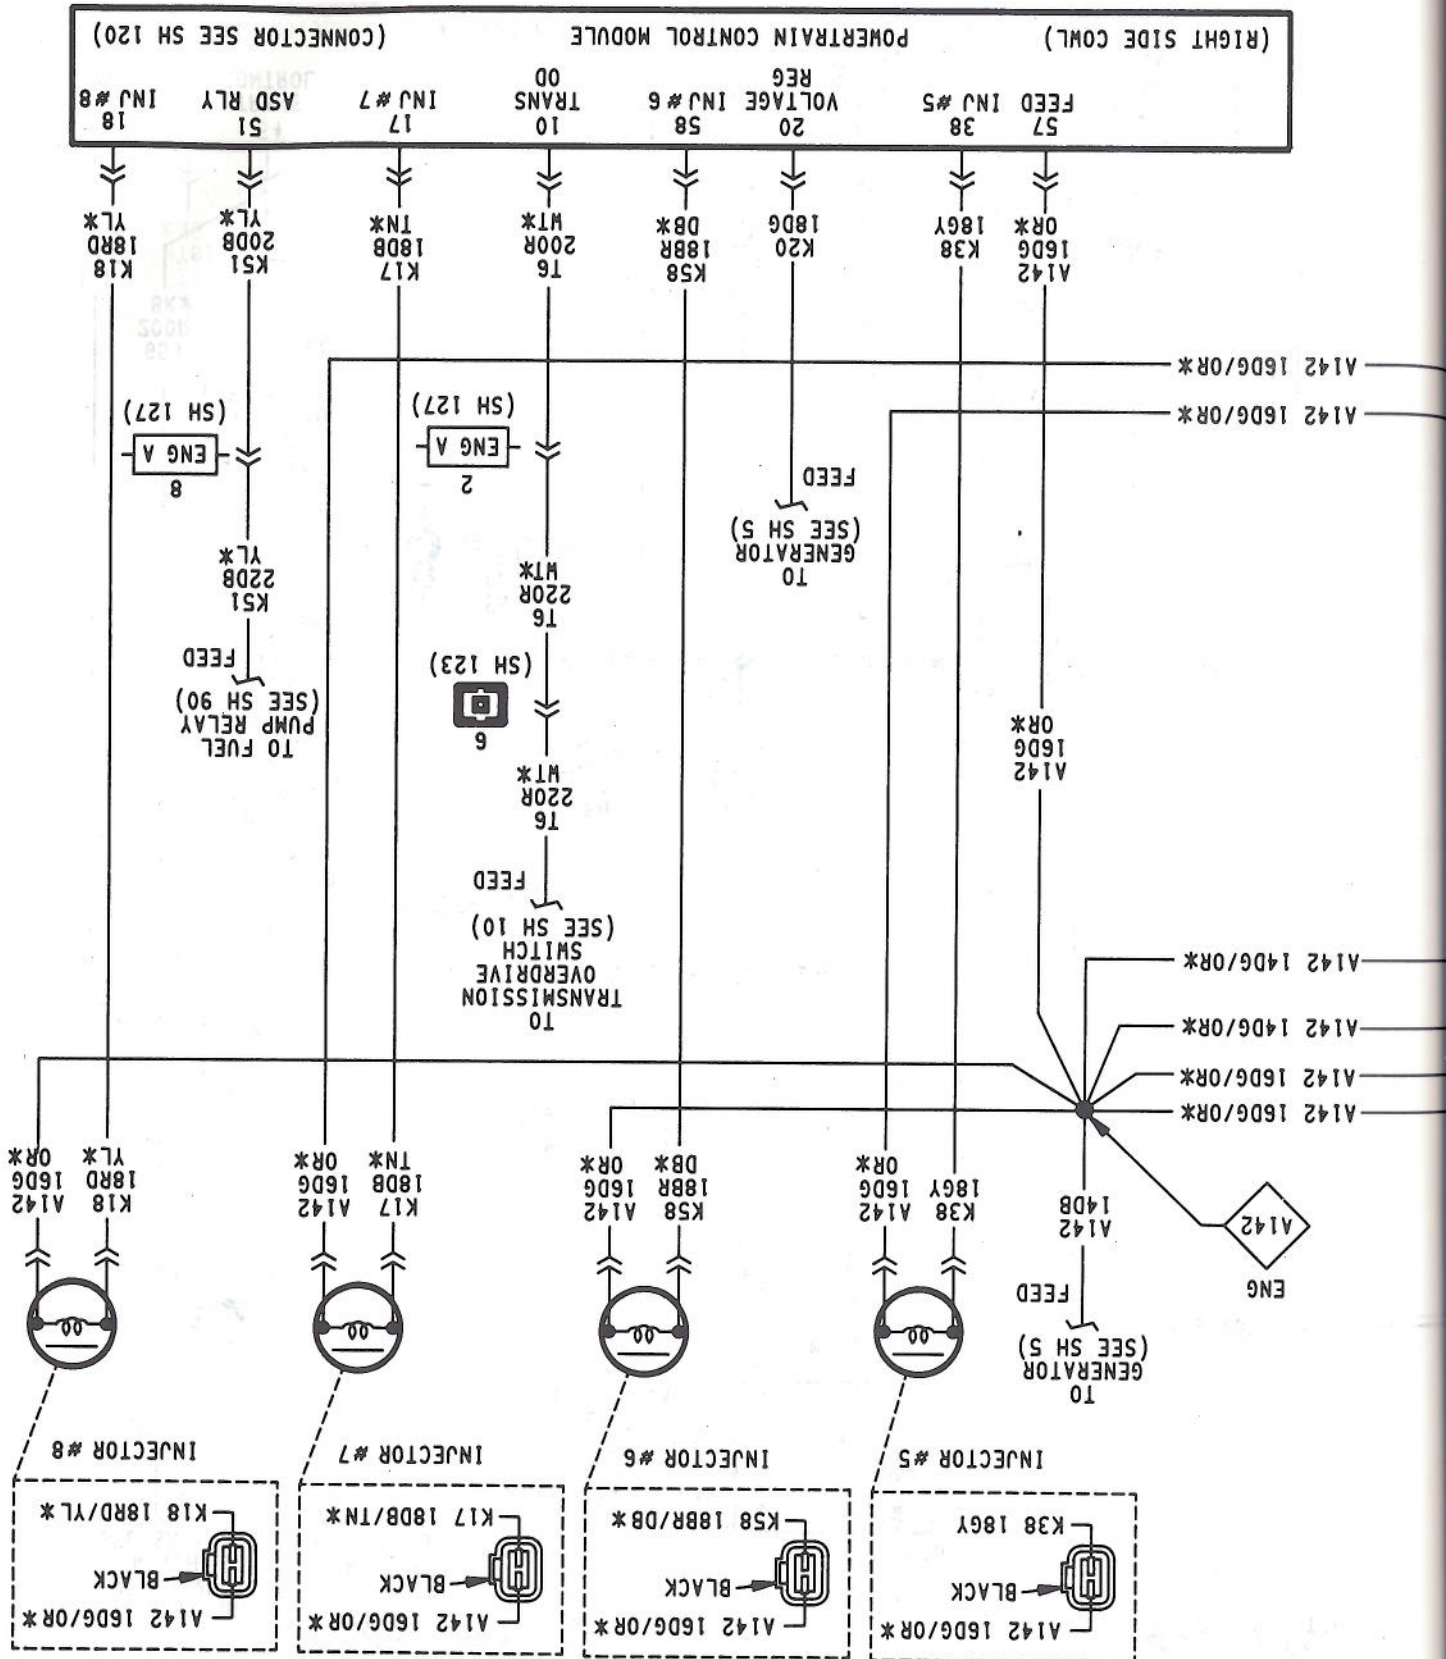 A142 16DG/OR*
BLACK
K38 18GY
INJECTOR #5
A142 16DG/OR*
BLACK
K58 18BR/DB*
INJECTOR #6
A142 16DG/OR*
BLACK
K17 18DB/TN*
INJECTOR #7
A142 16DG/OR*
BLACK
K18 18RD/YL*
INJECTOR #8
TO
GENERATOR
(SEE SH 5)
FEED
ENG
A142
A142
14DB
K38
18GY
A142
16DG
OR*
K58
18BR
DB*
A142
16DG
OR*
K17
18DB
TN*
A142
16DG
OR*
K18
18RD
YL*
A142
16DG
OR*
A142 16DG/OR*
A142 16DG/OR*
A142 14DG/OR*
A142 14DG/OR*
TO
TRANSMISSION
OVERDRIVE
SWITCH
(SEE SH 10)
FEED
A142
16DG
OR*
T6
22OR
WT*
9
(SH 123)
T6
22OR
WT*
TO FUEL
PUMP RELAY
(SEE SH 90)
FEED
K51
22DB
YL*
TO
GENERATOR
(SEE SH 5)
FEED
2
ENG A
(SH 127)
8
ENG A
(SH 127)
A142 16DG/OR*
A142 16DG/OR*
A142
16DG
OR*
K38
18GY
K20
18DG
K58
18BR
DB*
T6
20OR
WT*
K17
18DB
TN*
K51
20DB
YL*
K18
18RD
YL*
57
FEED
38
INJ #5
20
VOLTAGE
REG
58
INJ #6
10
TRANS
OD
17
INJ #7
51
ASD RLY
18
INJ #8
(RIGHT SIDE COWL)
POWERTRAIN CONTROL MODULE
(CONNECTOR SEE SH 120)